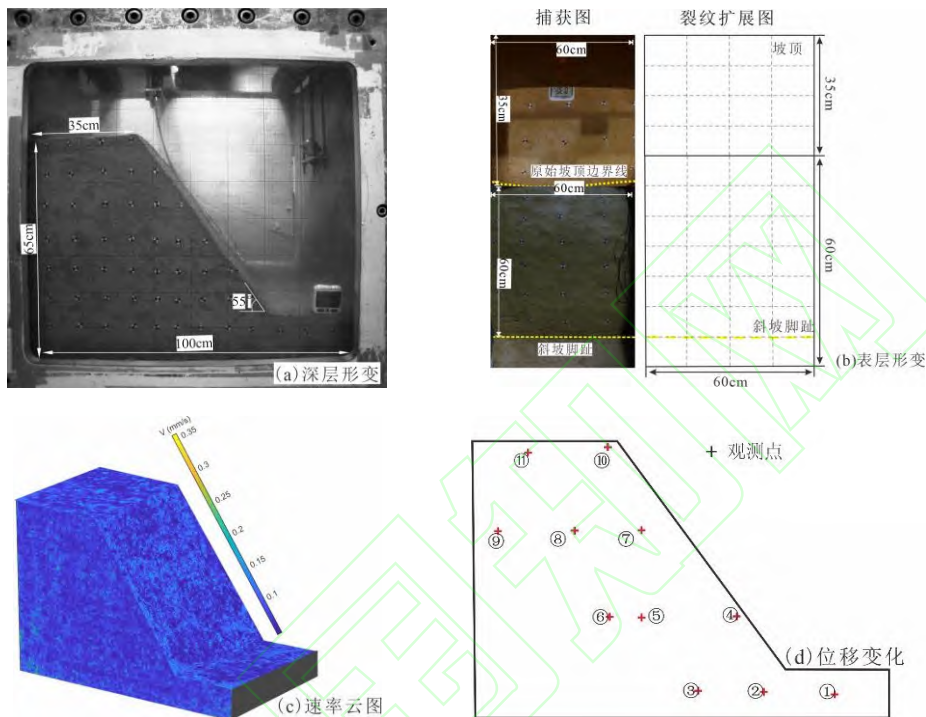 35cm
65cm
55°
100cm
(a)深层形变
捕获图
裂纹扩展图
60cm
35cm
原始坡顶边界线
60cm
60cm
斜坡脚趾
坡顶
35cm
60cm
斜坡脚趾
60cm
(b)表层形变
V (mm/s)
0.35
0.3
0.25
0.2
0.15
0.1
(c)速率云图
+ 观测点
⑪
⑩
⑨
⑧
⑦
⑥
⑤
④
(d)位移变化
③
②
①